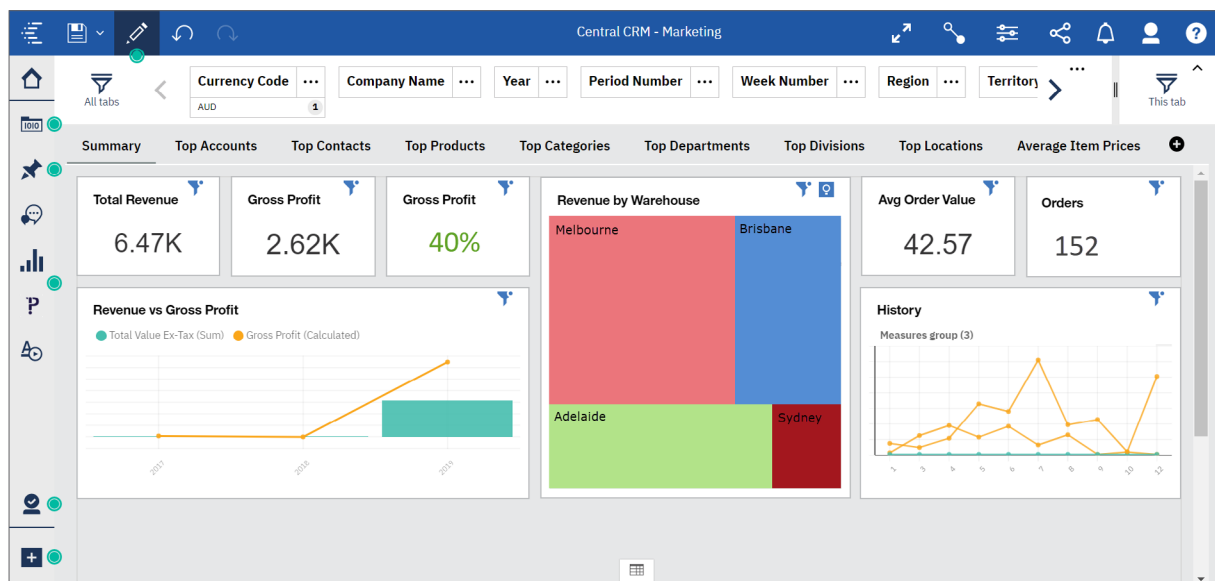 Central CRM - Marketing
?
All tabs
Currency Code ...
AUD 1
Company Name ...
Year ...
Period Number ...
Week Number ...
Region ...
Territory
...
This tab
1010
Summary
Top Accounts
Top Contacts
Top Products
Top Categories
Top Departments
Top Divisions
Top Locations
Average Item Prices
Total Revenue
6.47K
Gross Profit
2.62K
Gross Profit
40%
Revenue by Warehouse
Melbourne
Brisbane
Adelaide
Sydney
Avg Order Value
42.57
Orders
152
Revenue vs Gross Profit
Total Value Ex-Tax (Sum) Gross Profit (Calculated)
2017
2018
2019
History
Measures group (3)
1 3 4 5 6 7 8 9 10 12